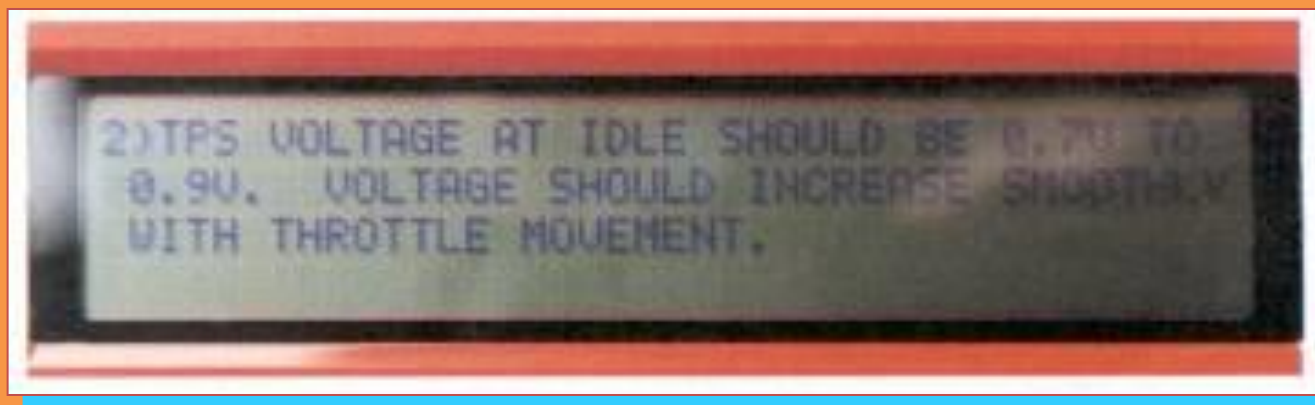 2)TPS VOLTAGE AT IDLE SHOULD BE 0.7V TO
0.9V. VOLTAGE SHOULD INCREASE SMOOTHLY
WITH THROTTLE MOVEMENT.